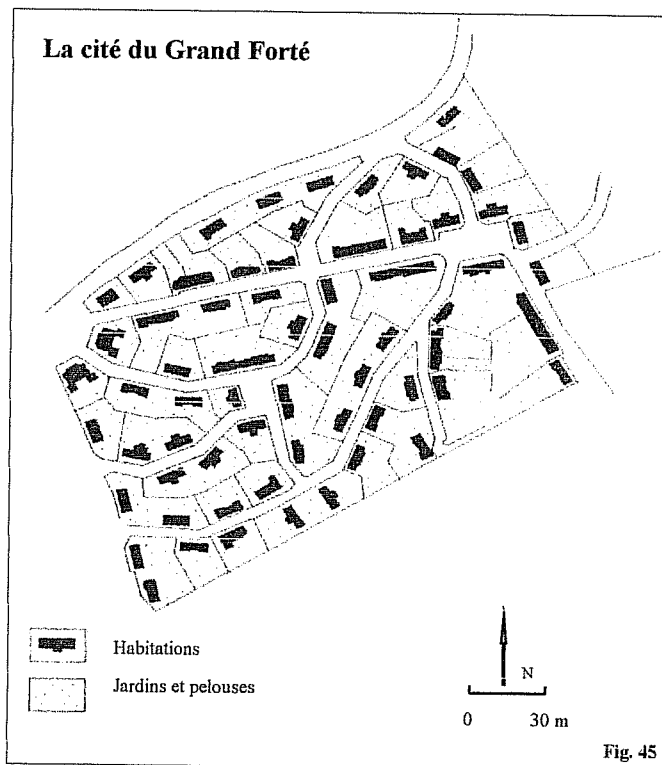 La cité du Grand Forté
Habitations
Jardins et pelouses
N
0 30 m
Fig. 45